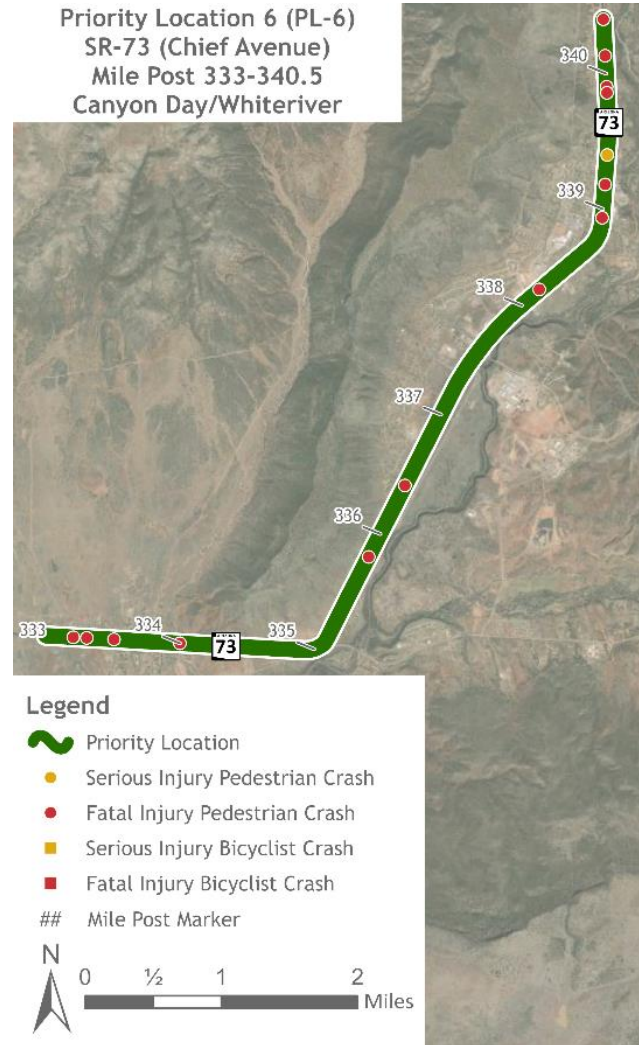 Priority Location 6 (PL-6)
SR-73 (Chief Avenue)
Mile Post 333-340.5
Canyon Day/Whiteriver
340
73
339
338
337
336
333
334
73
335
Legend
Priority Location
Serious Injury Pedestrian Crash
Fatal Injury Pedestrian Crash
Serious Injury Bicyclist Crash
Fatal Injury Bicyclist Crash
## Mile Post Marker
N
0 ½ 1 2
Miles